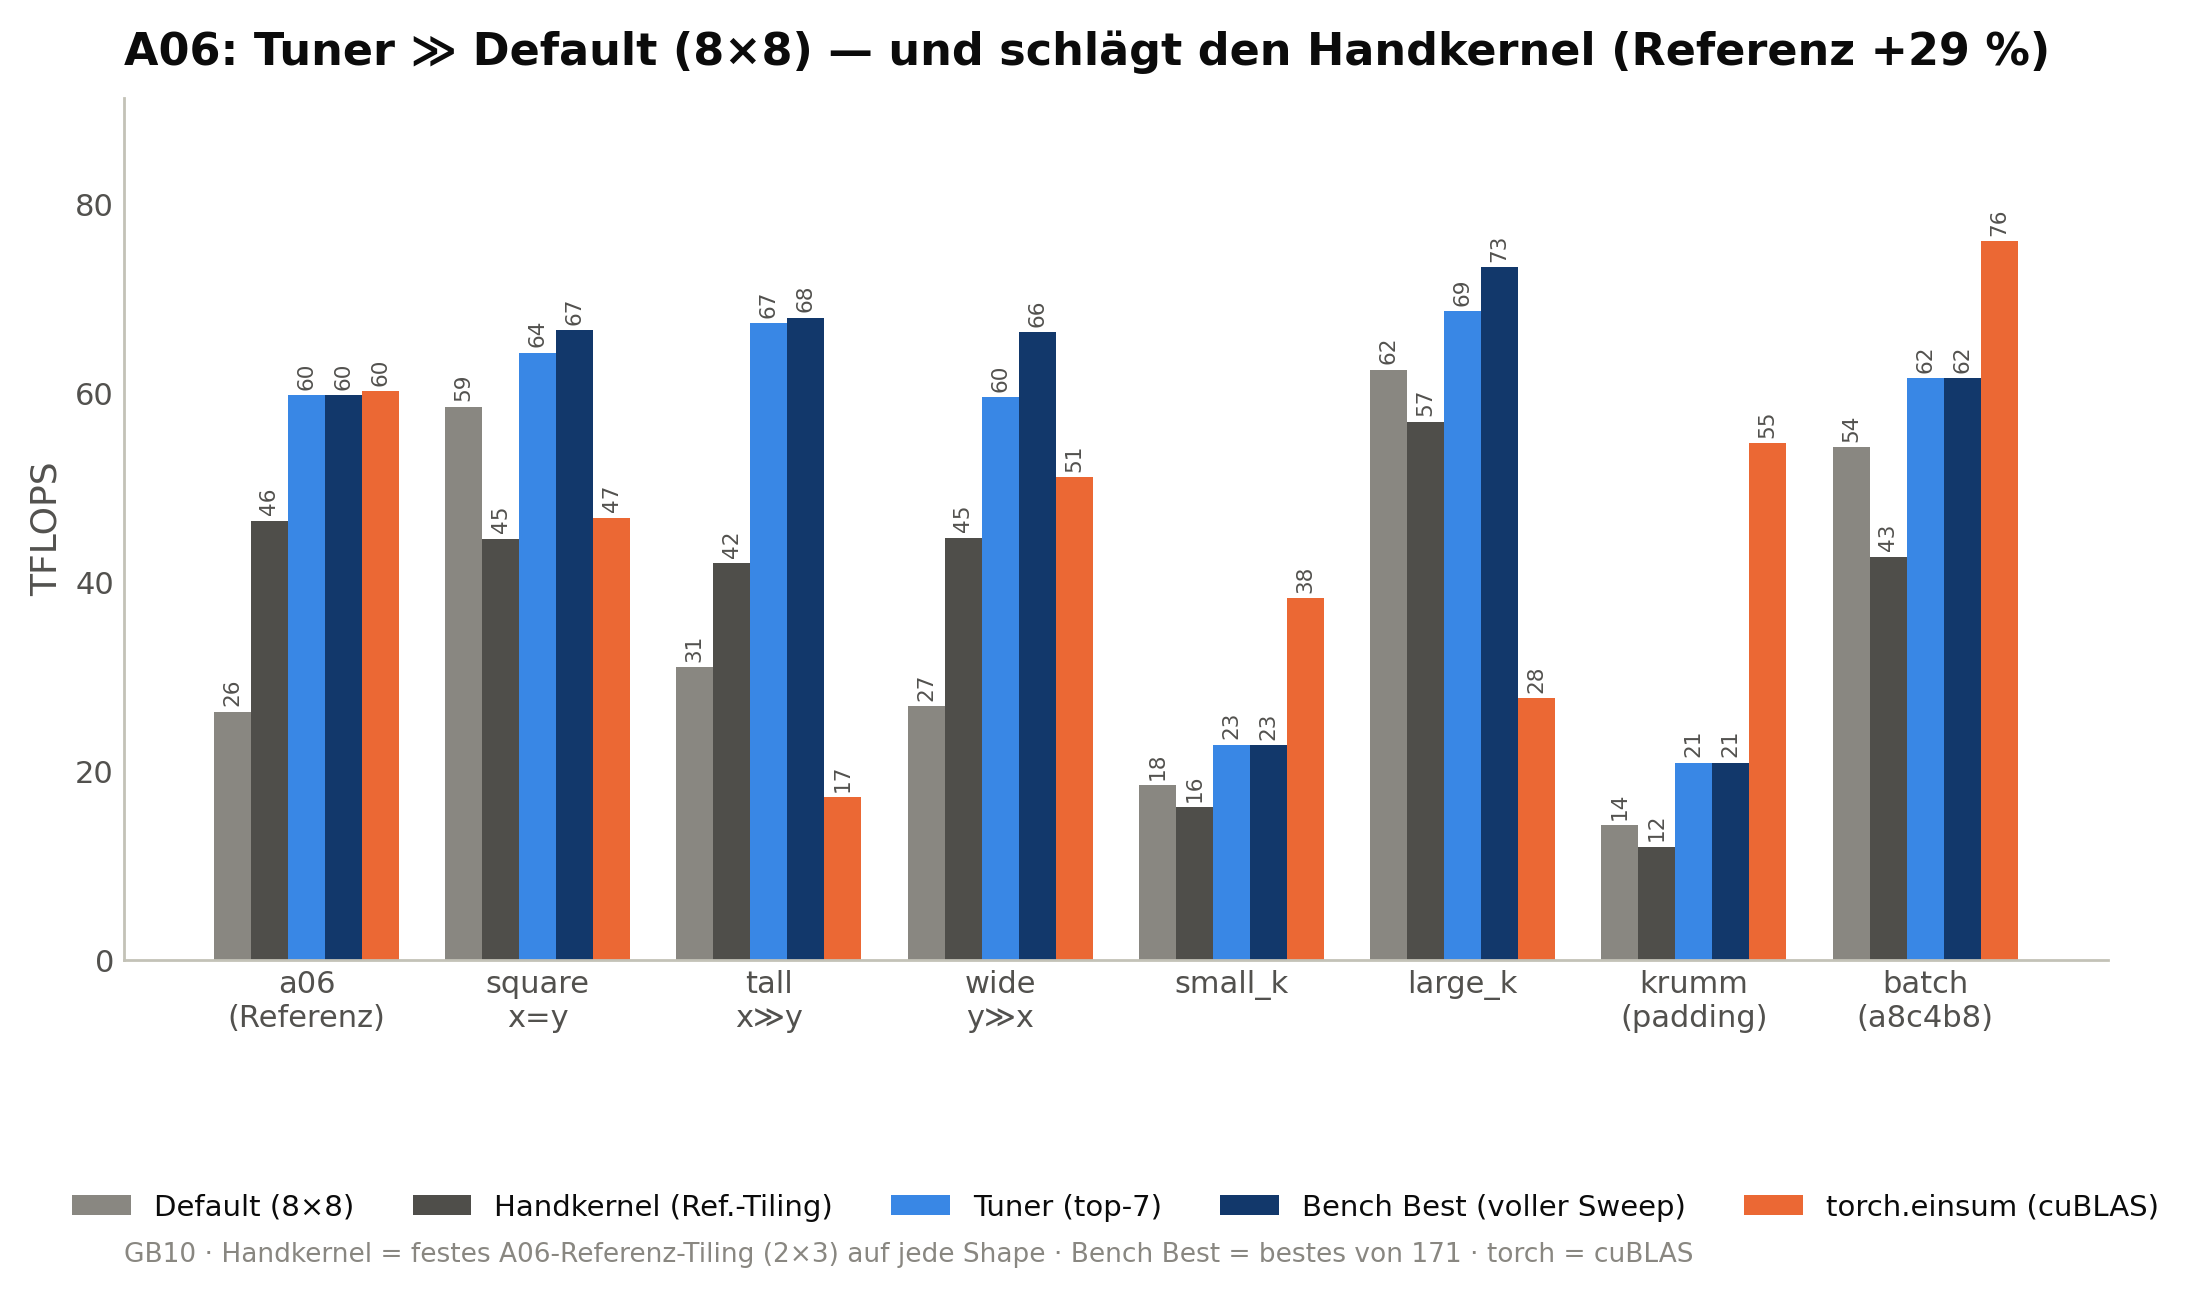 A06: Tuner ≫ Default (8×8) — und schlägt den Handkernel (Referenz +29 %)
TFLOPS
80
60
40
20
0
26 46 60 60 60
59 45 64 67 47
31 42 67 68 17
27 45 60 66 51
18 16 23 23 38
62 57 69 73 28
14 12 21 21 55
54 43 62 62 76
a06 square tall wide small_k large_k krumm batch
(Referenz) x=y x≫y y≫x (padding) (a8c4b8)
Default (8×8) Handkernel (Ref.-Tiling) Tuner (top-7) Bench Best (voller Sweep) torch.einsum (cuBLAS)
GB10 · Handkernel = festes A06-Referenz-Tiling (2×3) auf jede Shape · Bench Best = bestes von 171 · torch = cuBLAS